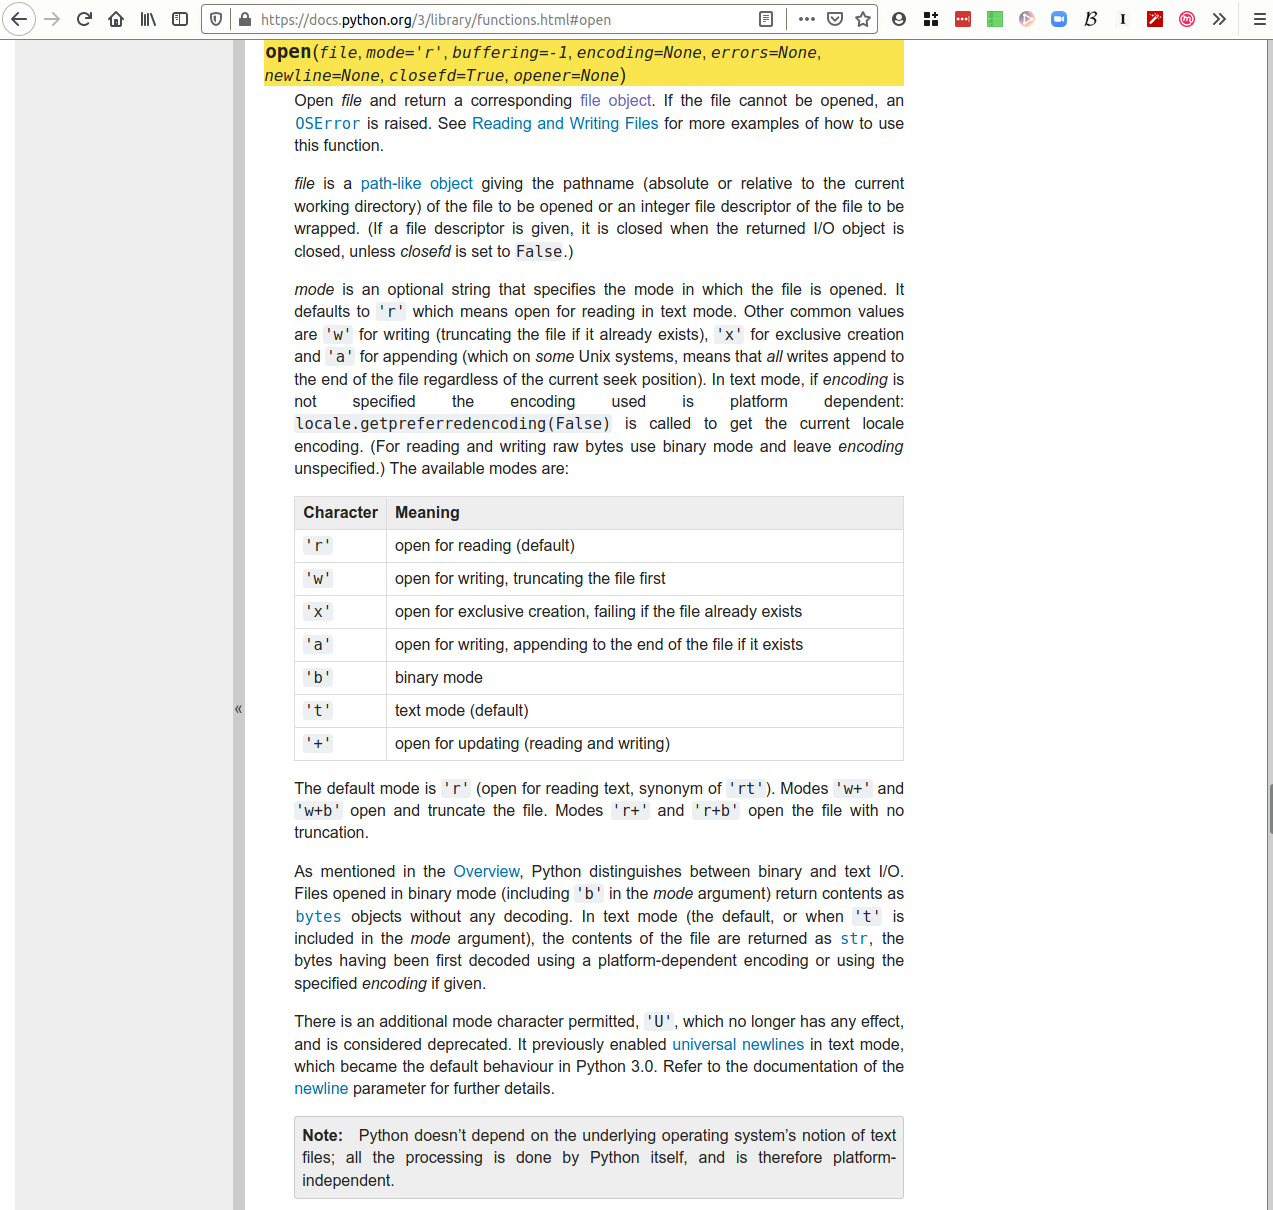 https://docs.python.org/3/library/functions.html#open
open(file, mode='r', buffering=-1, encoding=None, errors=None,
newline=None, closefd=True, opener=None)
Open file and return a corresponding file object. If the file cannot be opened, an
OSError is raised. See Reading and Writing Files for more examples of how to use
this function.
file is a path-like object giving the pathname (absolute or relative to the current
working directory) of the file to be opened or an integer file descriptor of the file to be
wrapped. (If a file descriptor is given, it is closed when the returned I/O object is
closed, unless closefd is set to False.)
mode is an optional string that specifies the mode in which the file is opened. It
defaults to 'r' which means open for reading in text mode. Other common values
are 'w' for writing (truncating the file if it already exists), 'x' for exclusive creation
and 'a' for appending (which on some Unix systems, means that all writes append to
the end of the file regardless of the current seek position). In text mode, if encoding is
not specified the encoding used is platform dependent:
locale.getpreferredencoding(False) is called to get the current locale
encoding. (For reading and writing raw bytes use binary mode and leave encoding
unspecified.) The available modes are:
Character Meaning
'r' open for reading (default)
'w' open for writing, truncating the file first
'x' open for exclusive creation, failing if the file already exists
'a' open for writing, appending to the end of the file if it exists
'b' binary mode
't' text mode (default)
'+' open for updating (reading and writing)
«
The default mode is 'r' (open for reading text, synonym of 'rt'). Modes 'w+' and
'w+b' open and truncate the file. Modes 'r+' and 'r+b' open the file with no
truncation.
As mentioned in the Overview, Python distinguishes between binary and text I/O.
Files opened in binary mode (including 'b' in the mode argument) return contents as
bytes objects without any decoding. In text mode (the default, or when 't' is
included in the mode argument), the contents of the file are returned as str, the
bytes having been first decoded using a platform-dependent encoding or using the
specified encoding if given.
There is an additional mode character permitted, 'U', which no longer has any effect,
and is considered deprecated. It previously enabled universal newlines in text mode,
which became the default behaviour in Python 3.0. Refer to the documentation of the
newline parameter for further details.
Note: Python doesn’t depend on the underlying operating system’s notion of text
files; all the processing is done by Python itself, and is therefore platform-
independent.